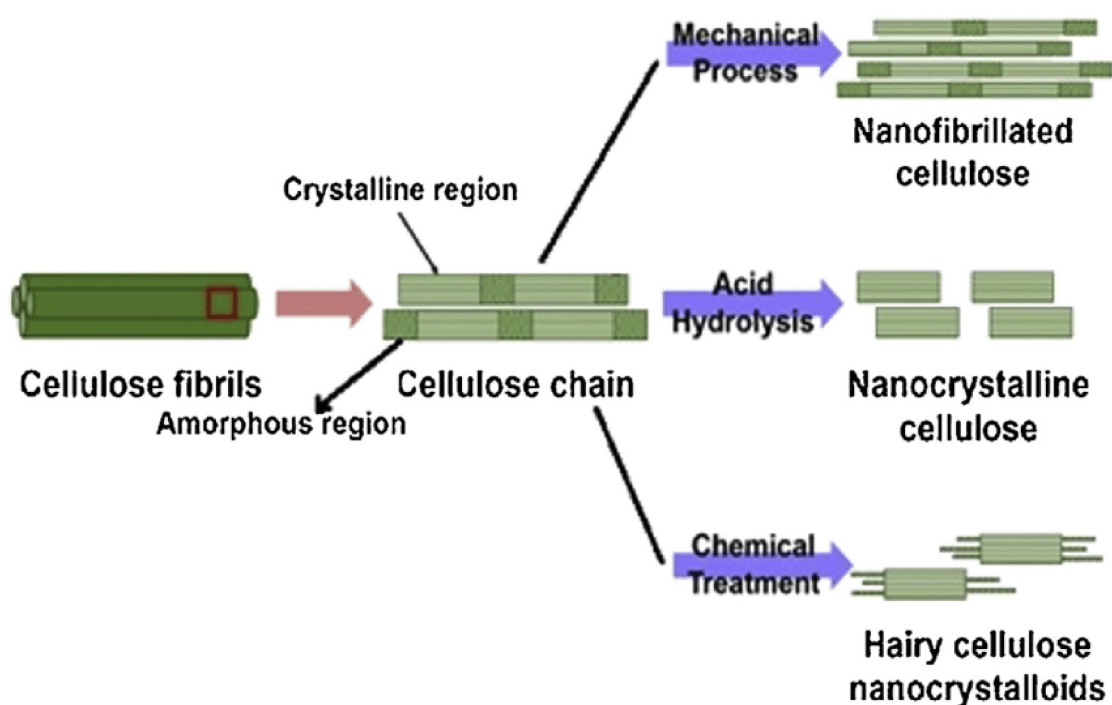 Mechanical
Process
Nanofibrillated
cellulose
Crystalline region
Acid
Hydrolysis
Cellulose fibrils
Cellulose chain
Nanocrystalline
cellulose
Amorphous region
Chemical
Treatment
Hairy cellulose
nanocrystalloids